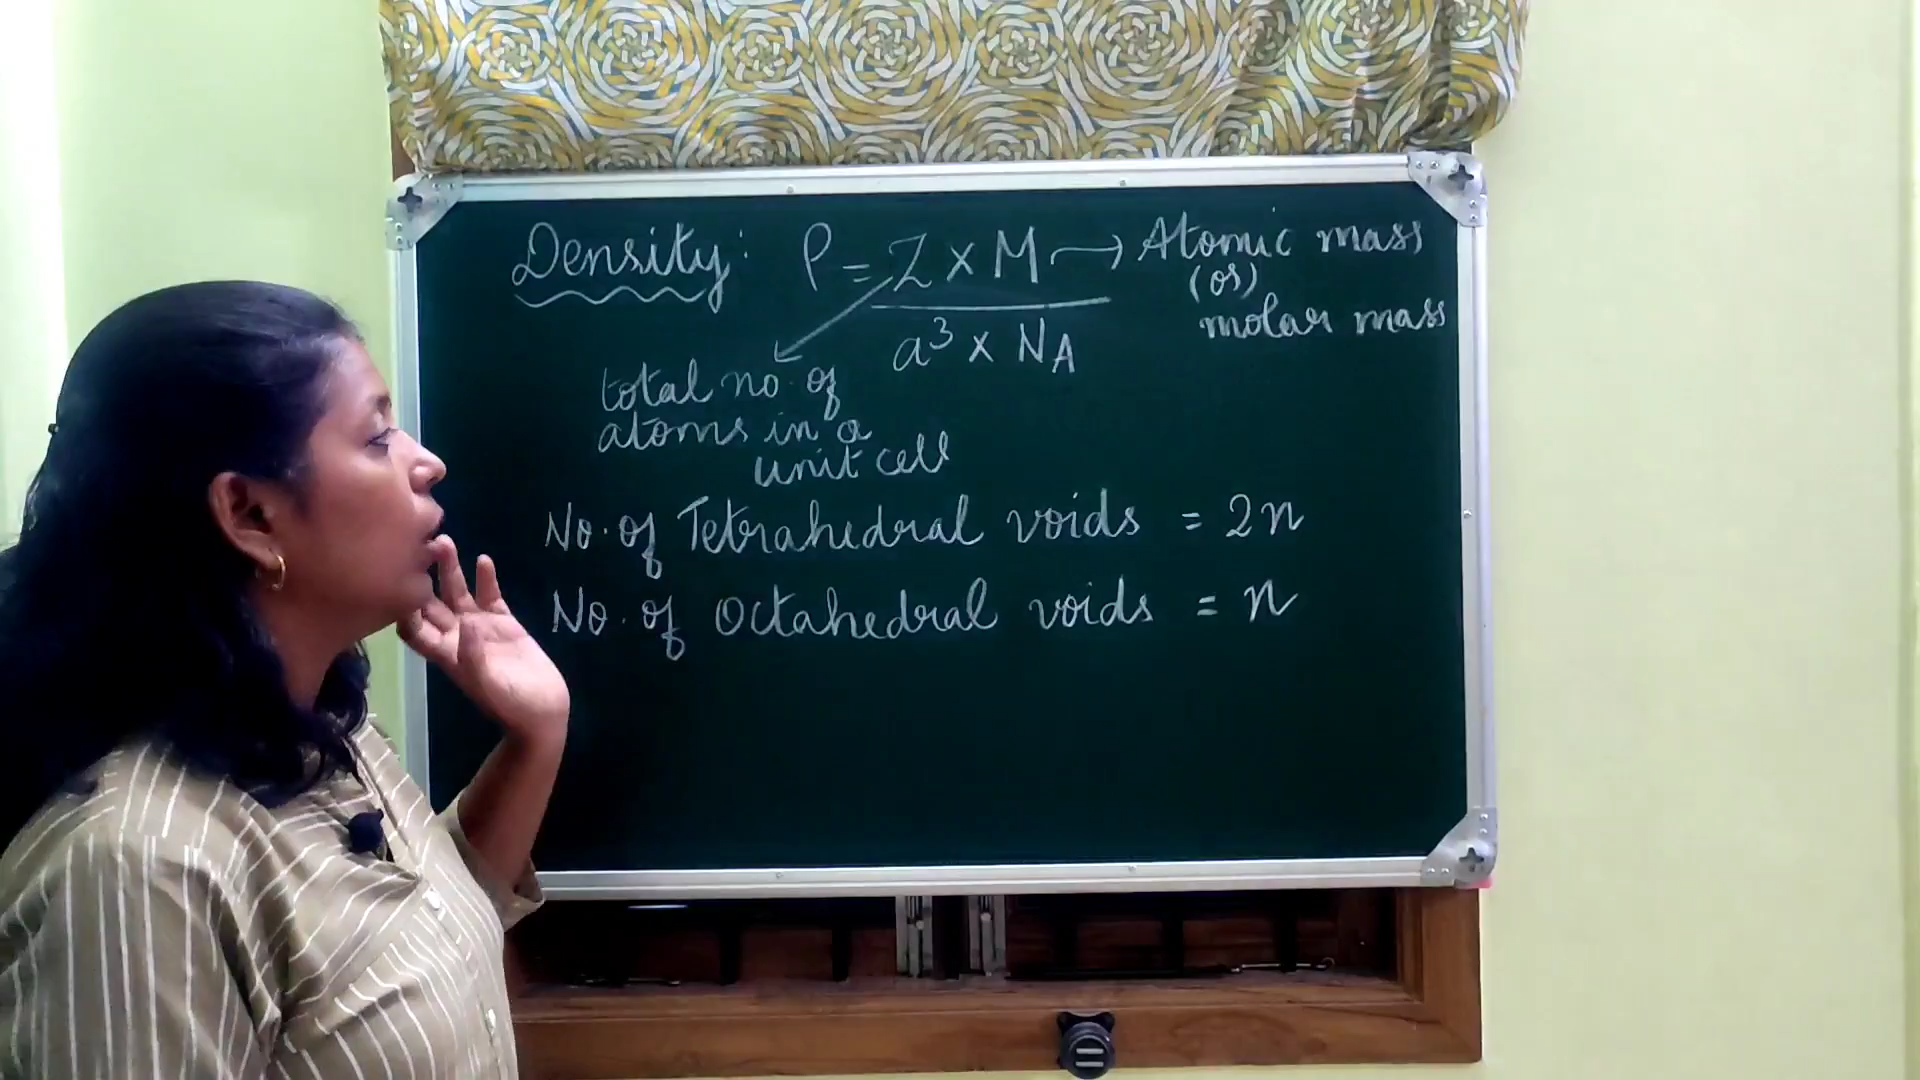 Density: ρ = Z × M → Atomic mass
(or)
molar mass
a³ × N_A
total no. of
atoms in a
unit cell
No. of Tetrahedral voids = 2n
No. of Octahedral voids = n